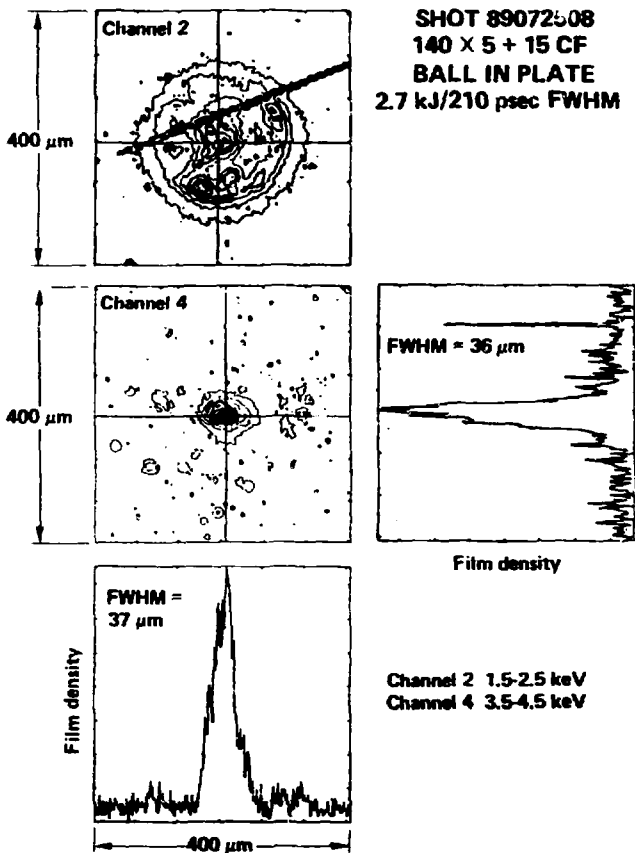 Channel 2
SHOT 89072508
140 X 5 + 15 CF
BALL IN PLATE
2.7 kJ/210 psec FWHM
400 µm
Channel 4
400 µm
FWHM = 36 µm
Film density
FWHM =
37 µm
Film density
Channel 2 1.5-2.5 keV
Channel 4 3.5-4.5 keV
400 µm